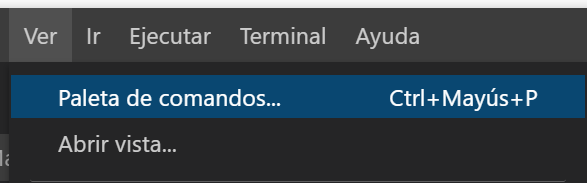 Ver Ir Ejecutar Terminal Ayuda
Paleta de comandos... Ctrl+Mayús+P
Abrir vista...